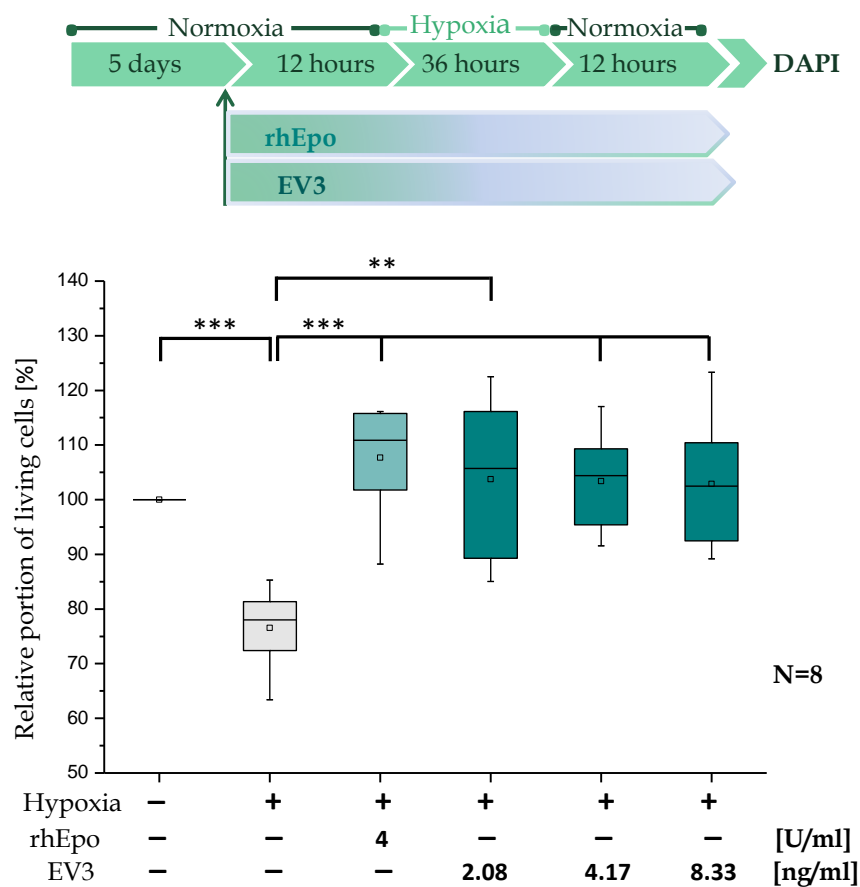 Normoxia Hypoxia Normoxia
5 days 12 hours 36 hours 12 hours DAPI
rhEpo
EV3
**
*** ***
Relative portion of living cells [%]
140
130
120
110
100
90
80
70
60
50
N=8
Hypoxia − + + + + +
rhEpo − − 4 − − − [U/ml]
EV3 − − − 2.08 4.17 8.33 [ng/ml]